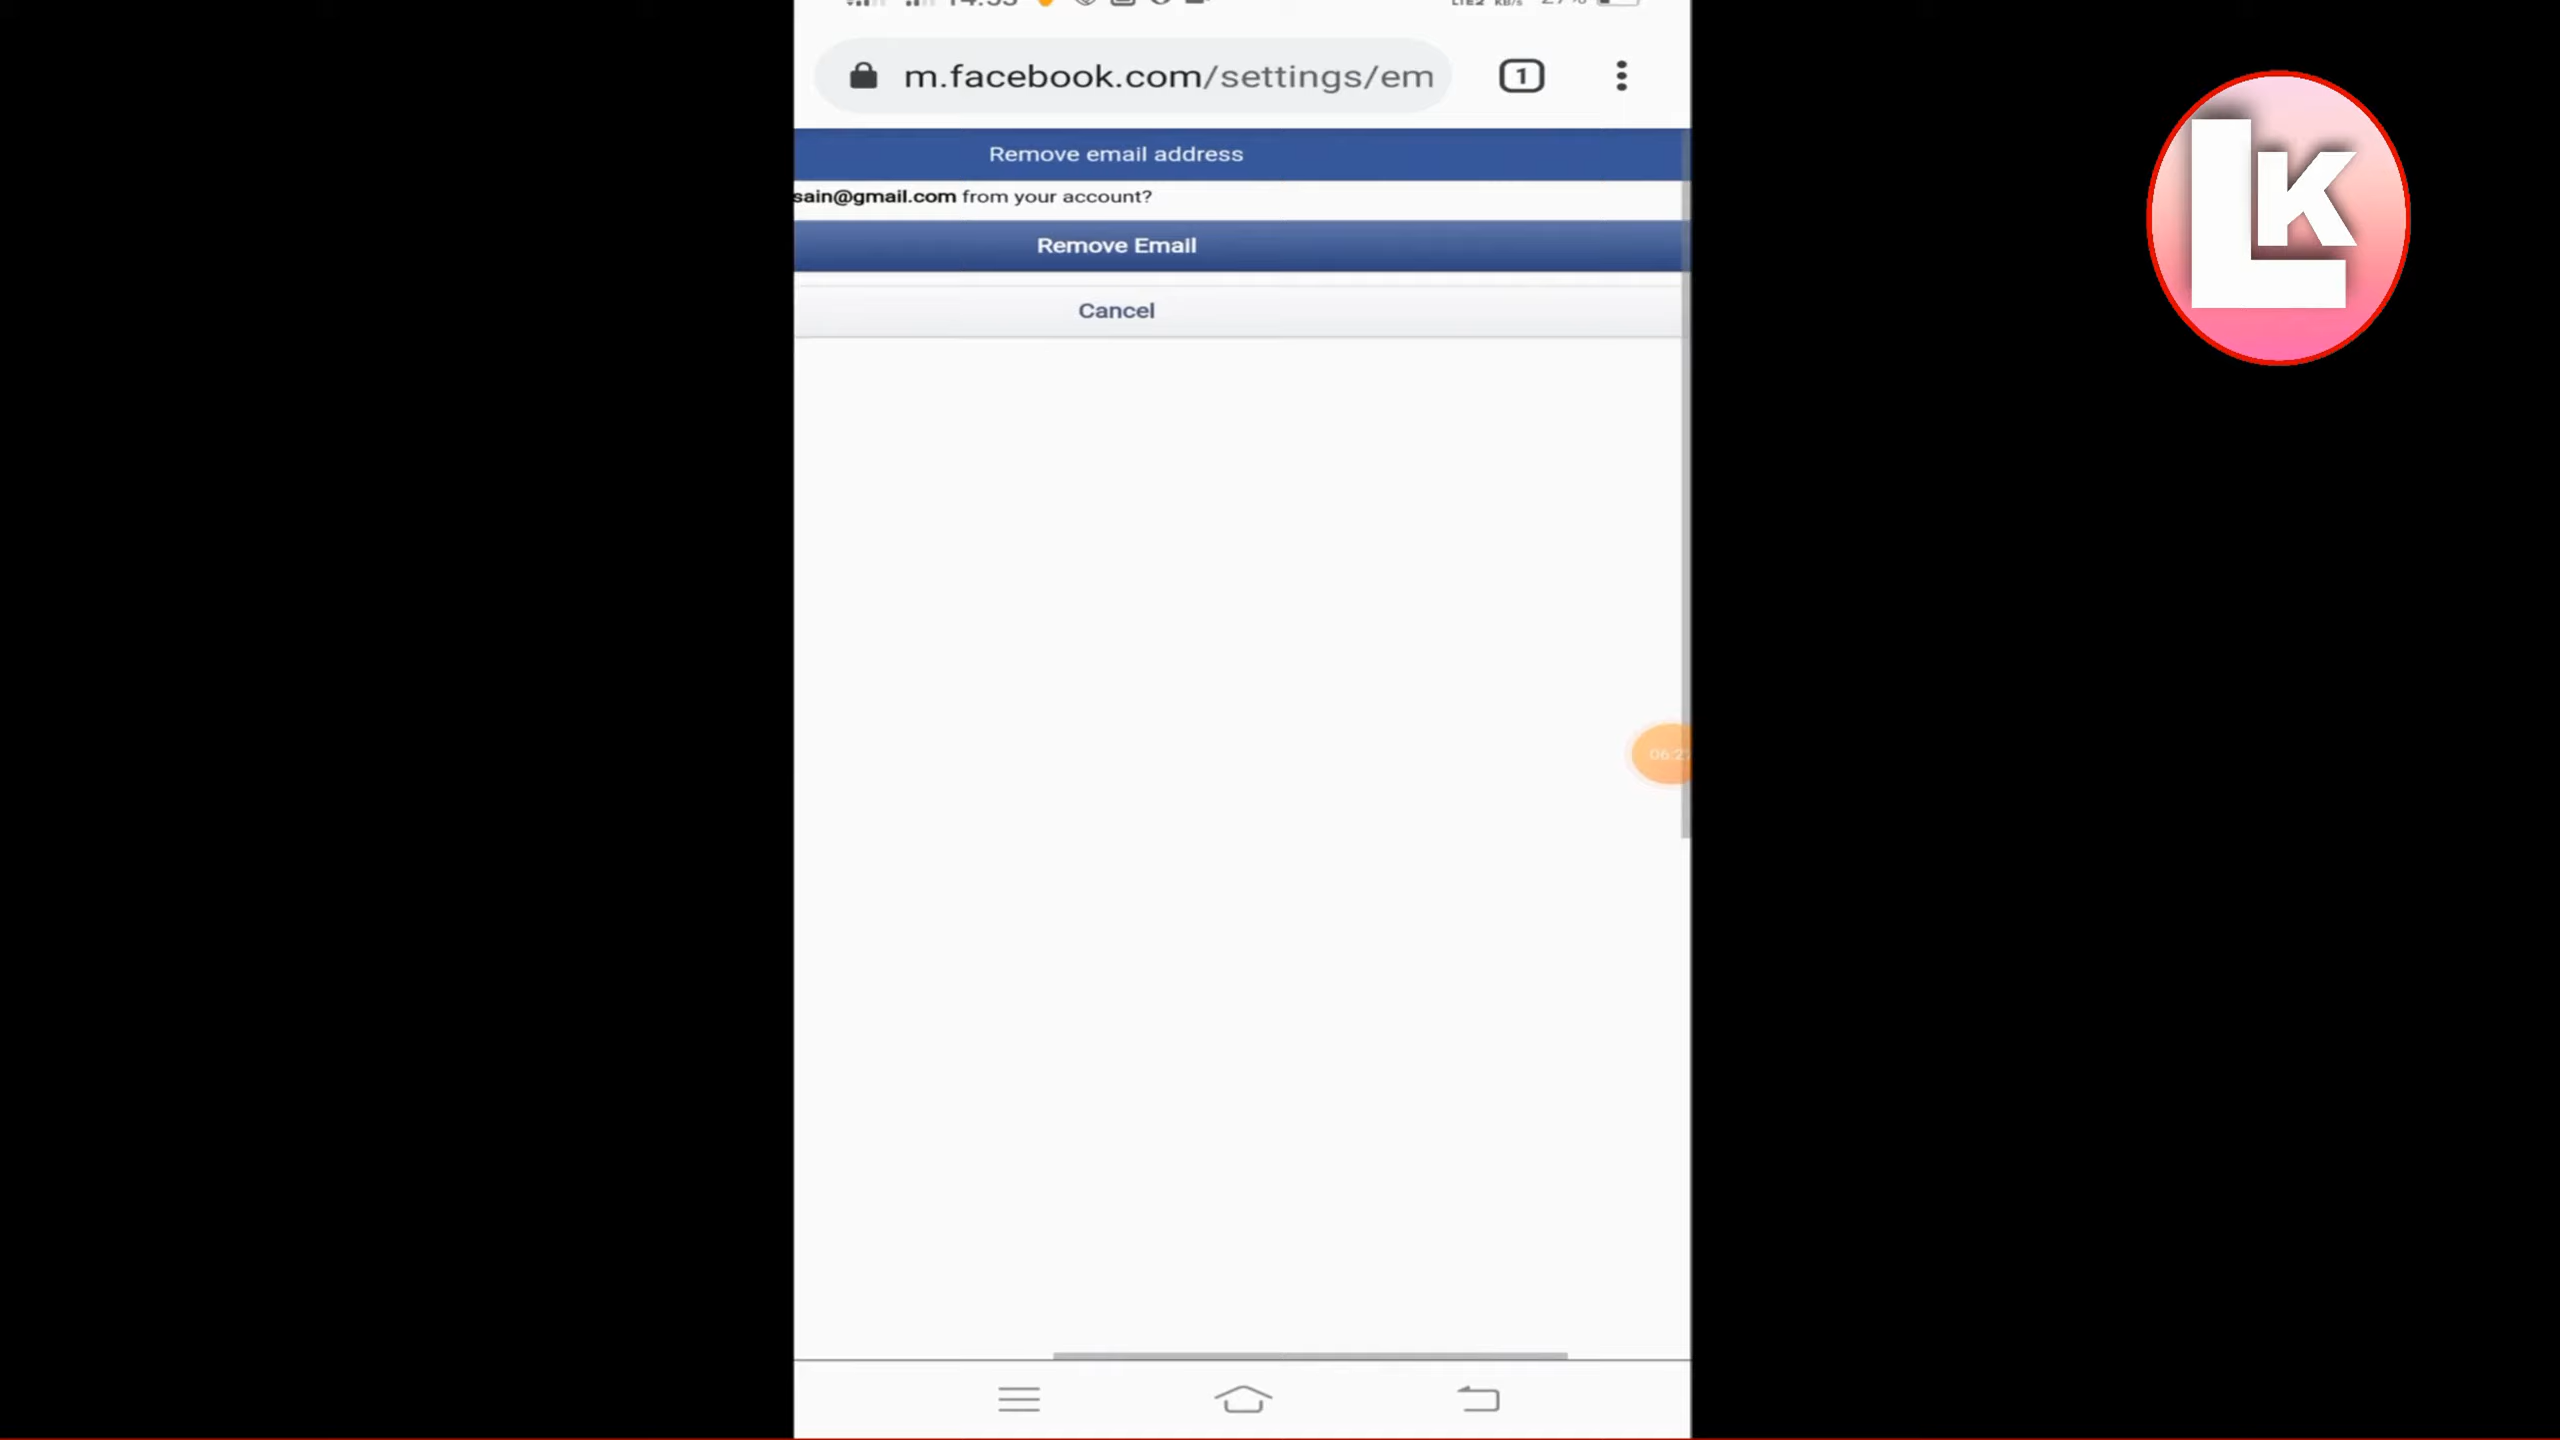 m.facebook.com/settings/em
1
Remove email address
sain@gmail.com from your account?
Remove Email
Cancel
LK